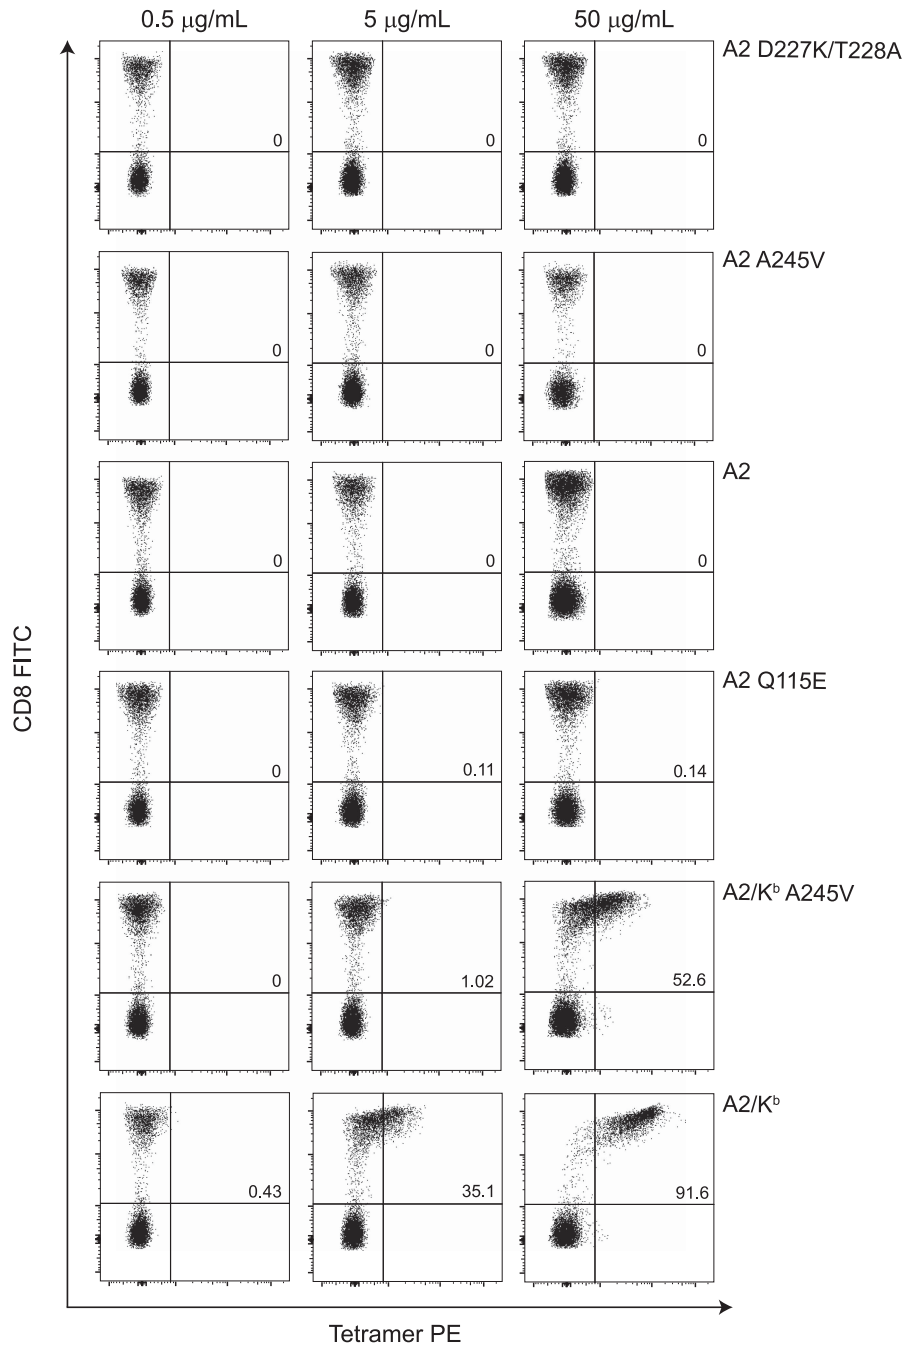 0.5 μg/mL 5 μg/mL 50 μg/mL
A2 D227K/T228A
0 0 0
A2 A245V
0 0 0
A2
0 0 0
A2 Q115E
0 0.11 0.14
A2/Kᵇ A245V
0 1.02 52.6
A2/Kᵇ
0.43 35.1 91.6
CD8 FITC
Tetramer PE